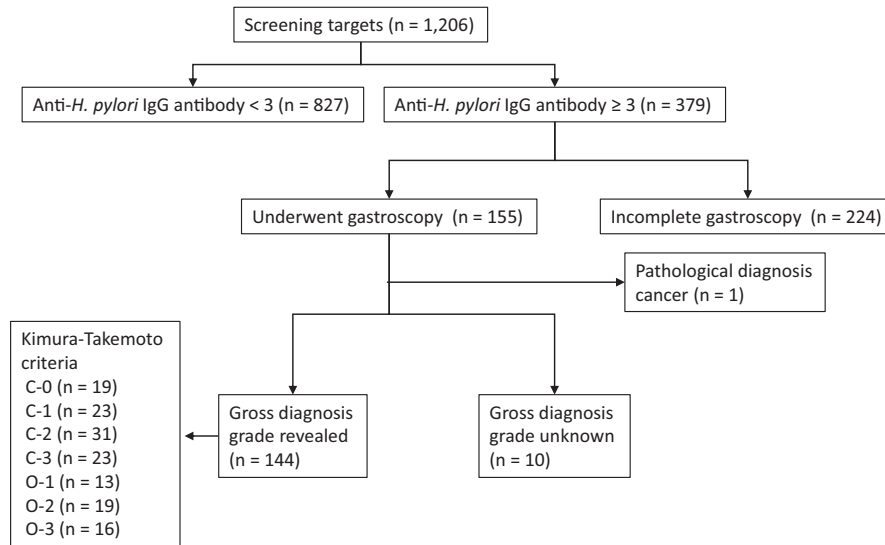 Screening targets (n = 1,206)
Anti-H. pylori IgG antibody < 3 (n = 827)
Anti-H. pylori IgG antibody ≥ 3 (n = 379)
Underwent gastroscopy (n = 155)
Incomplete gastroscopy (n = 224)
Pathological diagnosis
cancer (n = 1)
Kimura-Takemoto
criteria
C-0 (n = 19)
C-1 (n = 23)
C-2 (n = 31)
C-3 (n = 23)
O-1 (n = 13)
O-2 (n = 19)
O-3 (n = 16)
Gross diagnosis
grade revealed
(n = 144)
Gross diagnosis
grade unknown
(n = 10)